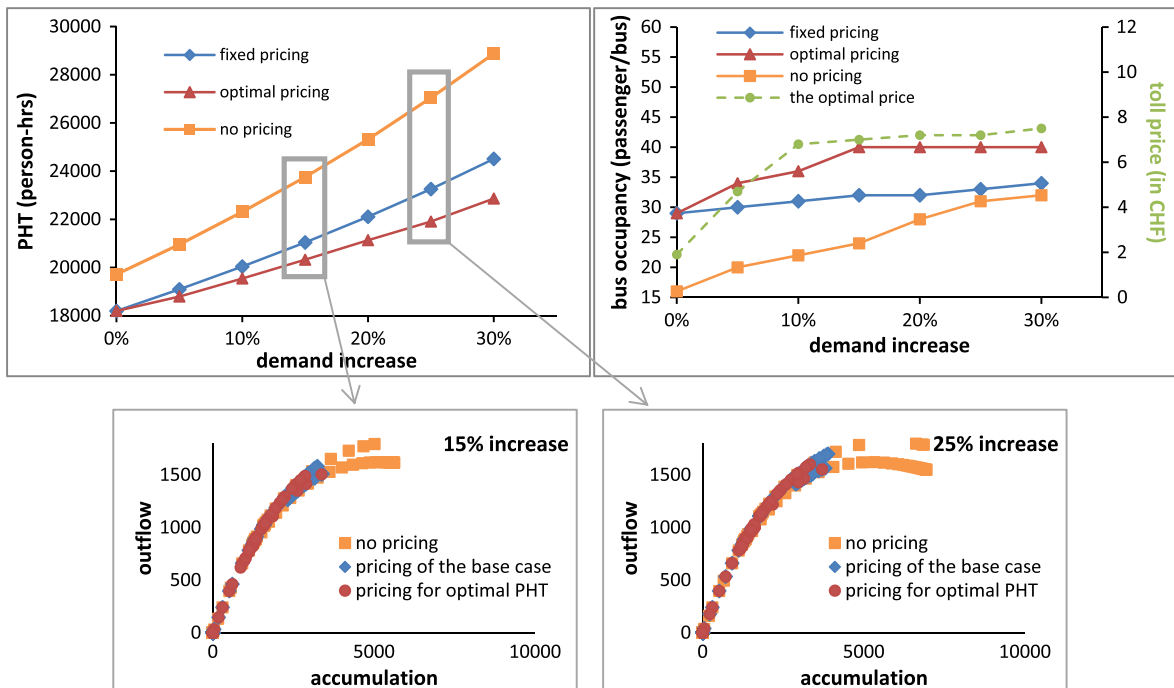 30000
28000
26000
24000
22000
20000
18000
PHT (person-hrs)
fixed pricing
optimal pricing
no pricing
0% 10% 20% 30%
demand increase
60
55
50
45
40
35
30
25
20
15
bus occupancy (passenger/bus)
fixed pricing
optimal pricing
no pricing
the optimal price
12
10
8
6
4
2
0
toll price (in CHF)
0% 10% 20% 30%
demand increase
15% increase
1500
1000
500
0
outflow
no pricing
pricing of the base case
pricing for optimal PHT
0 5000 10000
accumulation
25% increase
1500
1000
500
0
outflow
no pricing
pricing of the base case
pricing for optimal PHT
0 5000 10000
accumulation